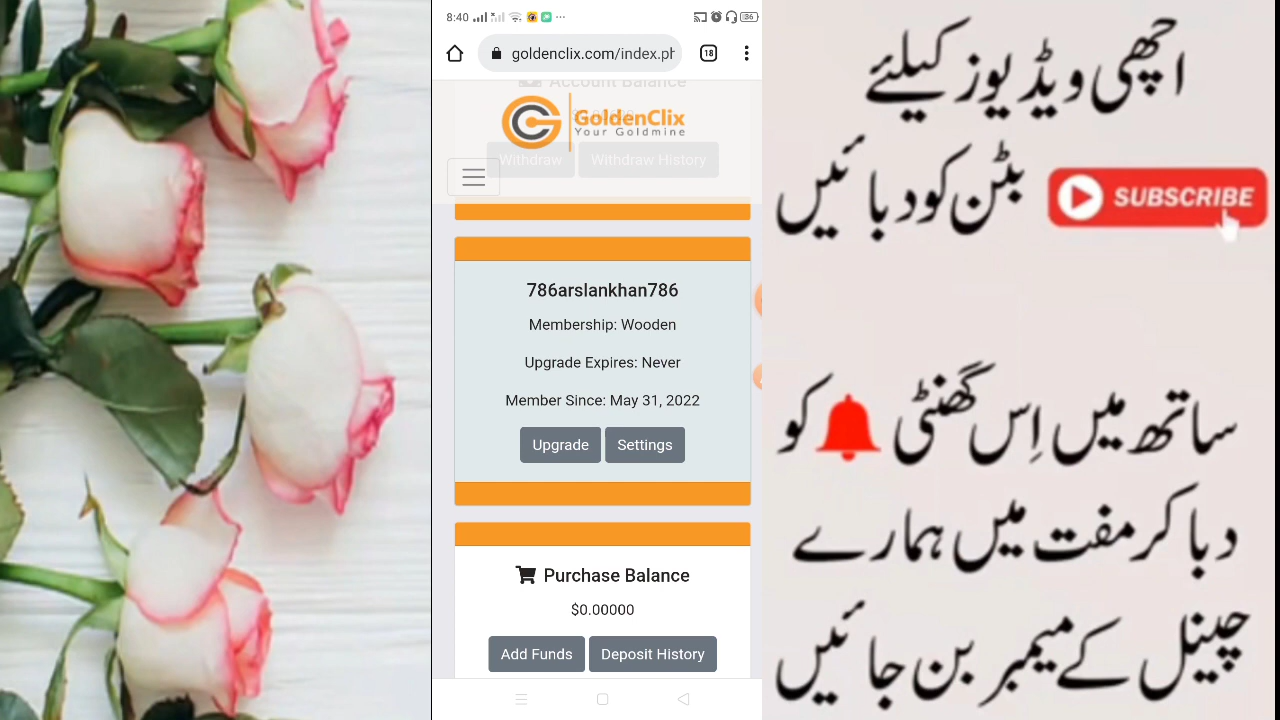 8:40
36
goldenclix.com/index.ph
18
Account Balance
GoldenClix
Your Goldmine
Withdraw
Withdraw History
786arslankhan786
Membership: Wooden
Upgrade Expires: Never
Member Since: May 31, 2022
Upgrade
Settings
Purchase Balance
$0.00000
Add Funds
Deposit History
اچھی ویڈیوز کیلئے
بٹن کو دبائیں
SUBSCRIBE
ساتھ میں اِس گھنٹی کو
دبا کر مفت میں ہمارے
چینل کے میمبر بن جائیں